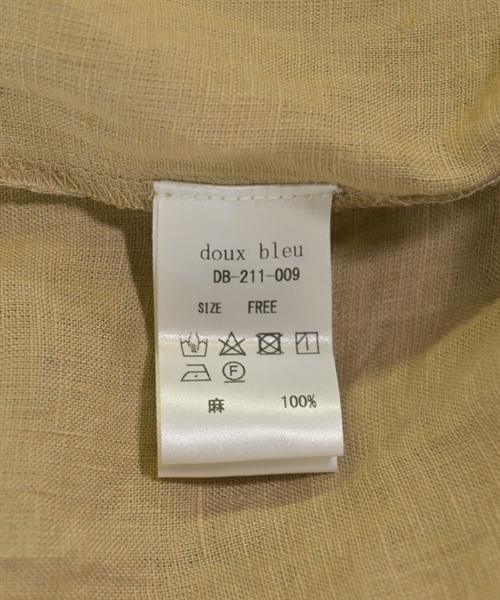 doux bleu
DB-211-009
SIZE FREE
F
麻 100%